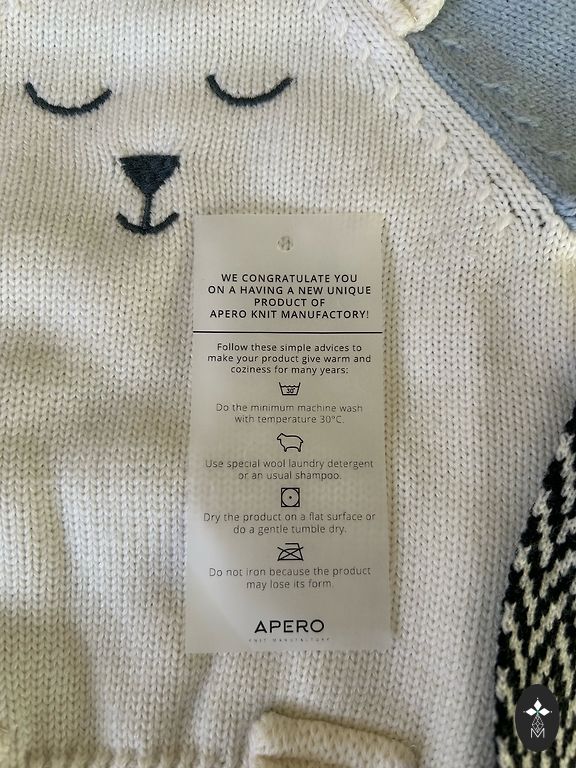 WE CONGRATULATE YOU
ON A HAVING A NEW UNIQUE
PRODUCT OF
APERO KNIT MANUFACTORY!
Follow these simple advices to
make your product give warm and
coziness for many years:
30°
Do the minimum machine wash
with temperature 30°C.
Use special wool laundry detergent
or an usual shampoo.
Dry the product on a flat surface or
do a gentle tumble dry.
Do not iron because the product
may lose its form.
APERO
KNIT MANUFACTORY